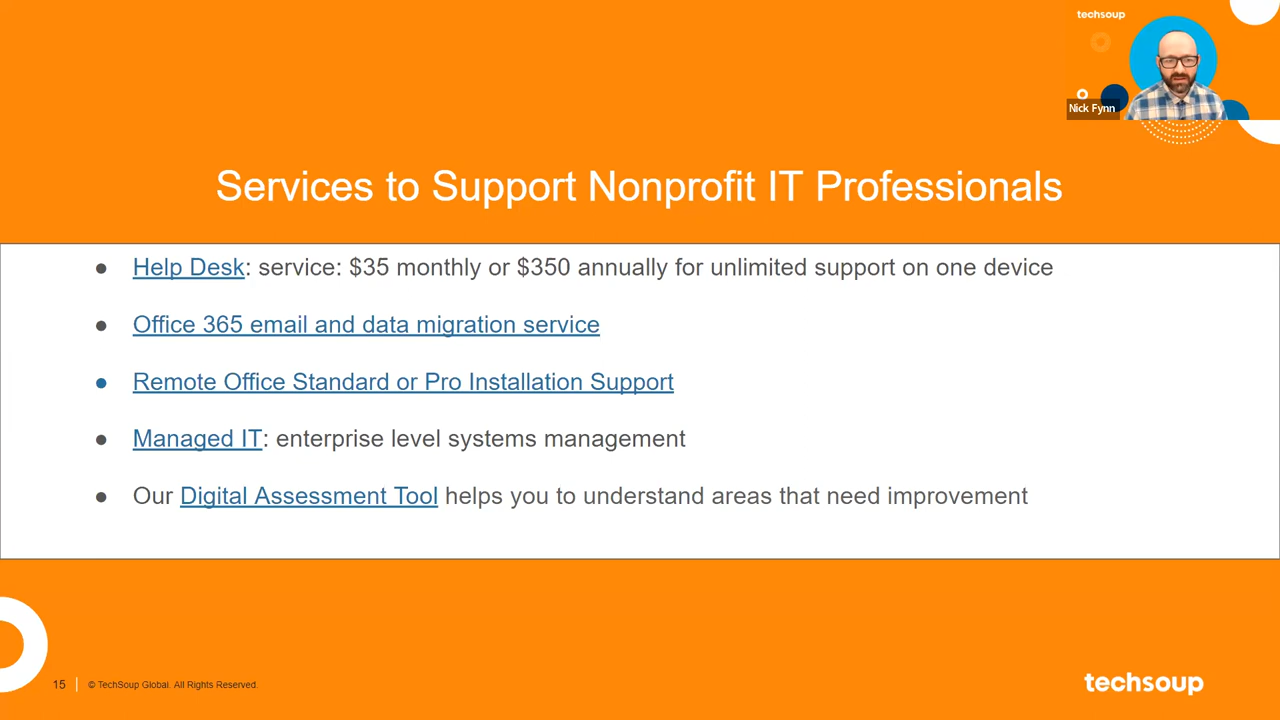 techsoup
Nick Fynn
Services to Support Nonprofit IT Professionals
● Help Desk: service: $35 monthly or $350 annually for unlimited support on one device
● Office 365 email and data migration service
● Remote Office Standard or Pro Installation Support
● Managed IT: enterprise level systems management
● Our Digital Assessment Tool helps you to understand areas that need improvement
15 | © TechSoup Global. All Rights Reserved.
techsoup